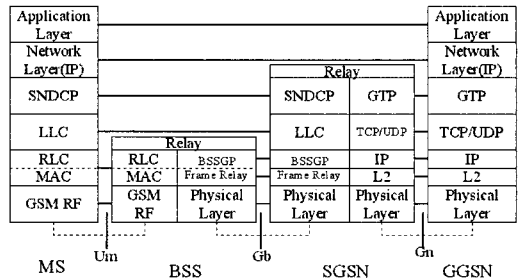 Application
Layer
Application
Layer
Network
Layer(IP)
Network
Layer(IP)
Relay
SNDCP
SNDCP
GTP
GTP
LLC
LLC
TCP/UDP
TCP/UDP
Relay
RLC
RLC
BSSGP
BSSGP
IP
IP
MAC
MAC
Frame Relay
Frame Relay
L2
L2
GSM RF
GSM
RF
Physical
Layer
Physical
Layer
Physical
Layer
Physical
Layer
Um
Gb
Gn
MS
BSS
SGSN
GGSN